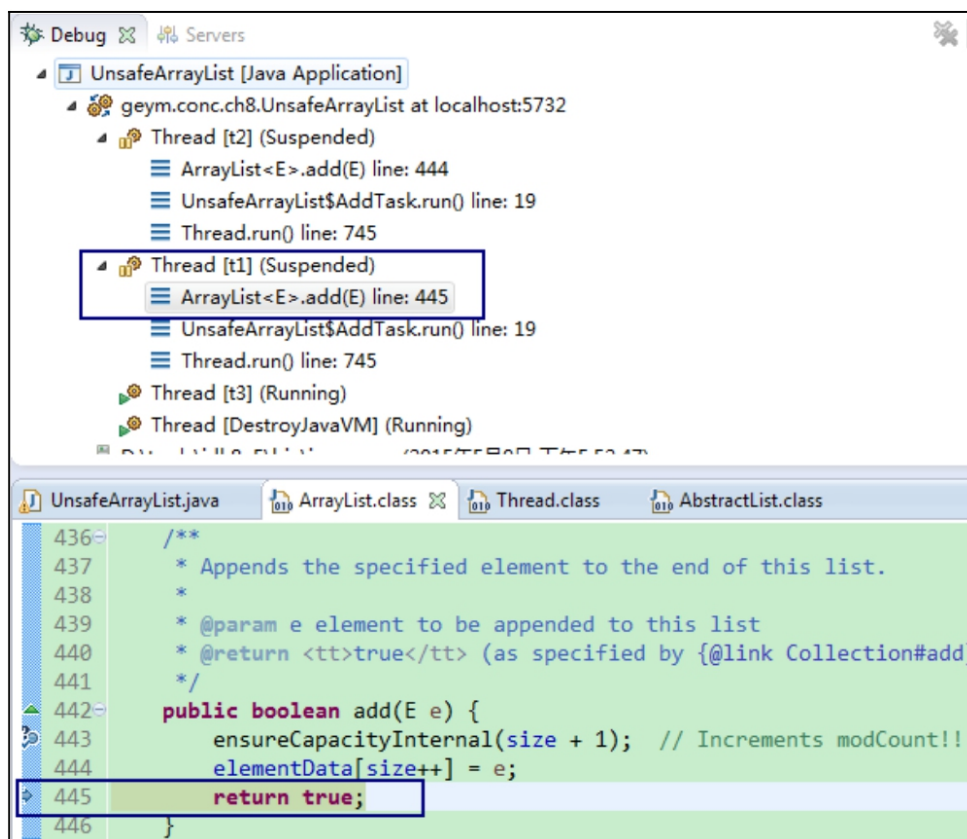 Debug Servers
UnsafeArrayList [Java Application]
geym.conc.ch8.UnsafeArrayList at localhost:5732
Thread [t2] (Suspended)
ArrayList<E>.add(E) line: 444
UnsafeArrayList$AddTask.run() line: 19
Thread.run() line: 745
Thread [t1] (Suspended)
ArrayList<E>.add(E) line: 445
UnsafeArrayList$AddTask.run() line: 19
Thread.run() line: 745
Thread [t3] (Running)
Thread [DestroyJavaVM] (Running)
UnsafeArrayList.java ArrayList.class Thread.class AbstractList.class
436 /**
437 * Appends the specified element to the end of this list.
438 *
439 * @param e element to be appended to this list
440 * @return <tt>true</tt> (as specified by {@link Collection#add
441 */
442 public boolean add(E e) {
443 ensureCapacityInternal(size + 1); // Increments modCount!!
444 elementData[size++] = e;
445 return true;
446 }